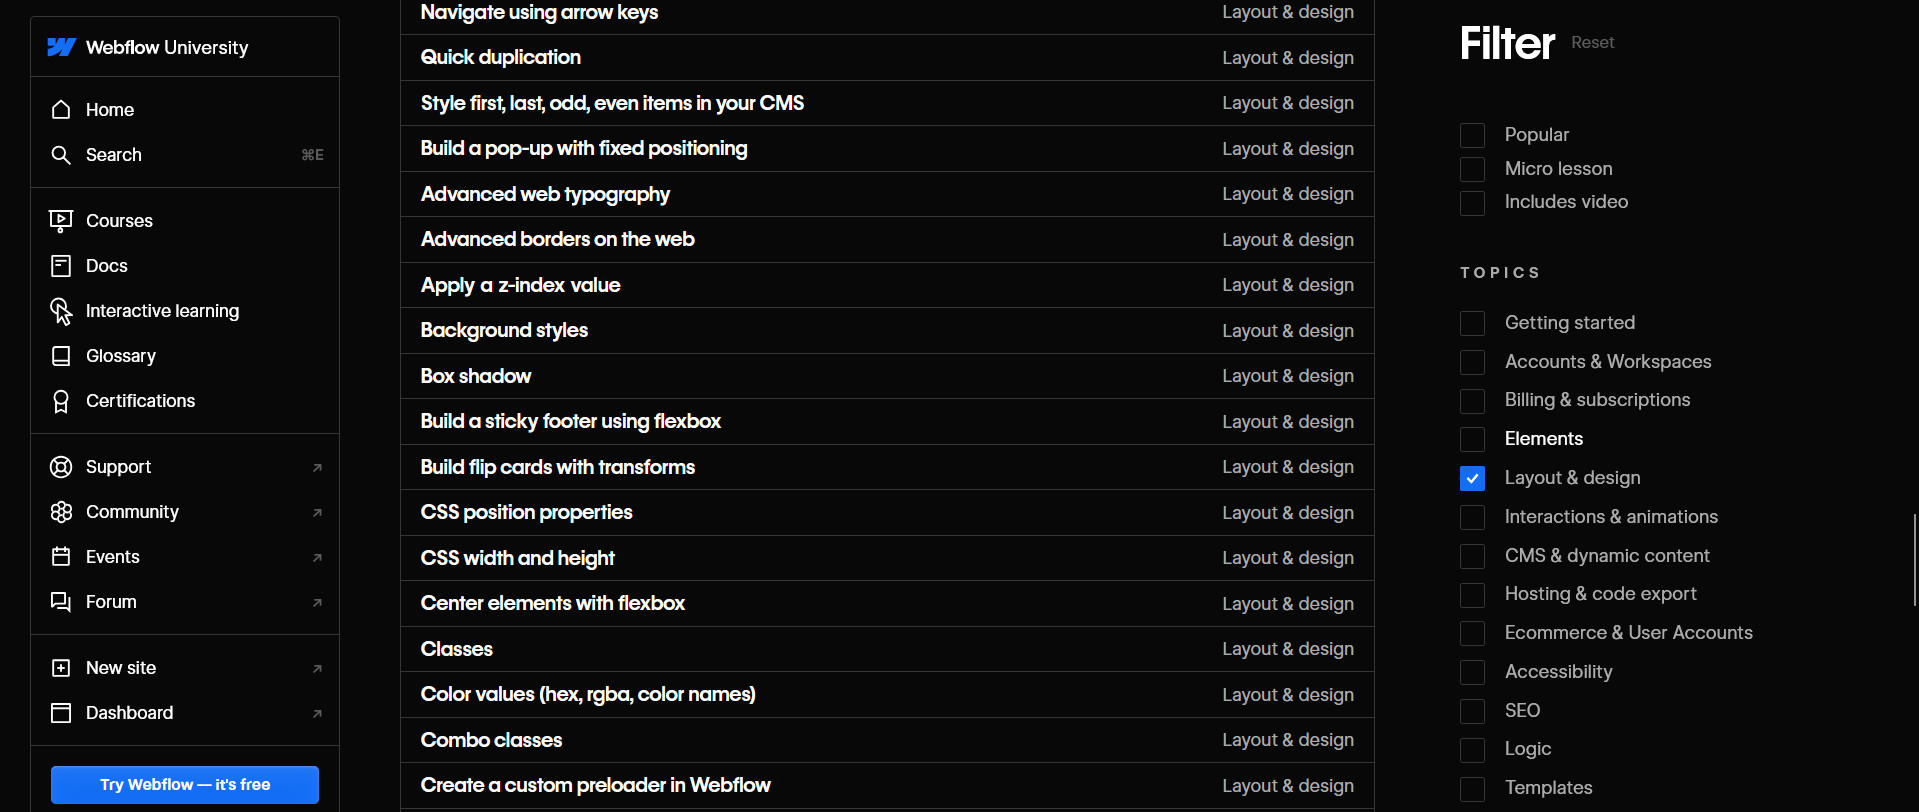 Webflow University
Home
Search ⌘E
Courses
Docs
Interactive learning
Glossary
Certifications
Support
Community
Events
Forum
New site
Dashboard
Try Webflow — it's free
Navigate using arrow keys Layout & design
Quick duplication Layout & design
Style first, last, odd, even items in your CMS Layout & design
Build a pop-up with fixed positioning Layout & design
Advanced web typography Layout & design
Advanced borders on the web Layout & design
Apply a z-index value Layout & design
Background styles Layout & design
Box shadow Layout & design
Build a sticky footer using flexbox Layout & design
Build flip cards with transforms Layout & design
CSS position properties Layout & design
CSS width and height Layout & design
Center elements with flexbox Layout & design
Classes Layout & design
Color values (hex, rgba, color names) Layout & design
Combo classes Layout & design
Create a custom preloader in Webflow Layout & design
Filter Reset
Popular
Micro lesson
Includes video
TOPICS
Getting started
Accounts & Workspaces
Billing & subscriptions
Elements
Layout & design
Interactions & animations
CMS & dynamic content
Hosting & code export
Ecommerce & User Accounts
Accessibility
SEO
Logic
Templates